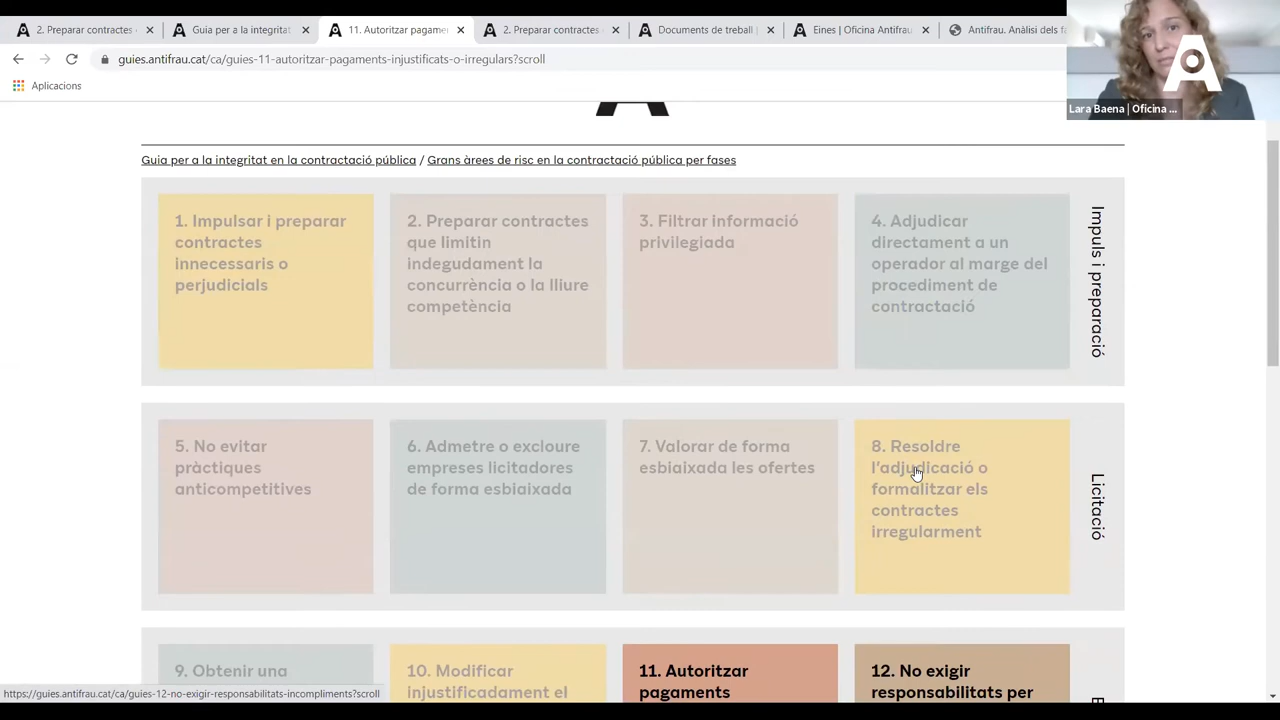 2. Preparar contractes
Guia per a la integritat
11. Autoritzar pagame
2. Preparar contractes
Documents de treball
Eines | Oficina Antifrau
Antifrau. Anàlisi dels
guies.antifrau.cat/ca/guies-11-autoritzar-pagaments-injustificats-o-irregulars?scroll
Aplicacions
Lara Baena | Oficina ...
Guia per a la integritat en la contractació pública / Grans àrees de risc en la contractació pública per fases
1. Impulsar i preparar
contractes
innecessaris o
perjudicials
2. Preparar contractes
que limitin
indegudament la
concurrència o la lliure
competència
3. Filtrar informació
privilegiada
4. Adjudicar
directament a un
operador al marge del
procediment de
contractació
Impuls i preparació
5. No evitar
pràctiques
anticompetitives
6. Admetre o excloure
empreses licitadores
de forma esbiaixada
7. Valorar de forma
esbiaixada les ofertes
8. Resoldre
l'adjudicació o
formalitzar els
contractes
irregularment
Licitació
9. Obtenir una
10. Modificar
injustificadament el
11. Autoritzar
pagaments
12. No exigir
responsabilitats per
https://guies.antifrau.cat/ca/guies-12-no-exigir-responsabilitats-incompliments?scroll